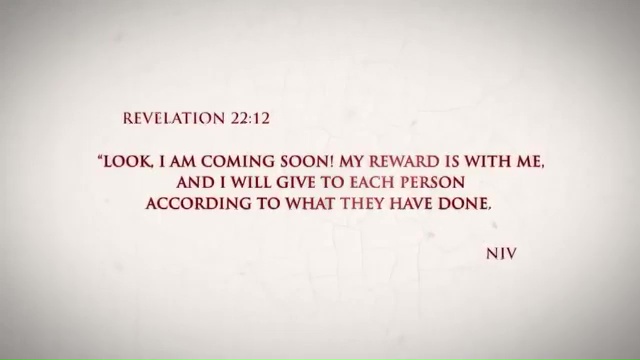 REVELATION 22:12
“LOOK, I AM COMING SOON! MY REWARD IS WITH ME,
AND I WILL GIVE TO EACH PERSON
ACCORDING TO WHAT THEY HAVE DONE.
NIV